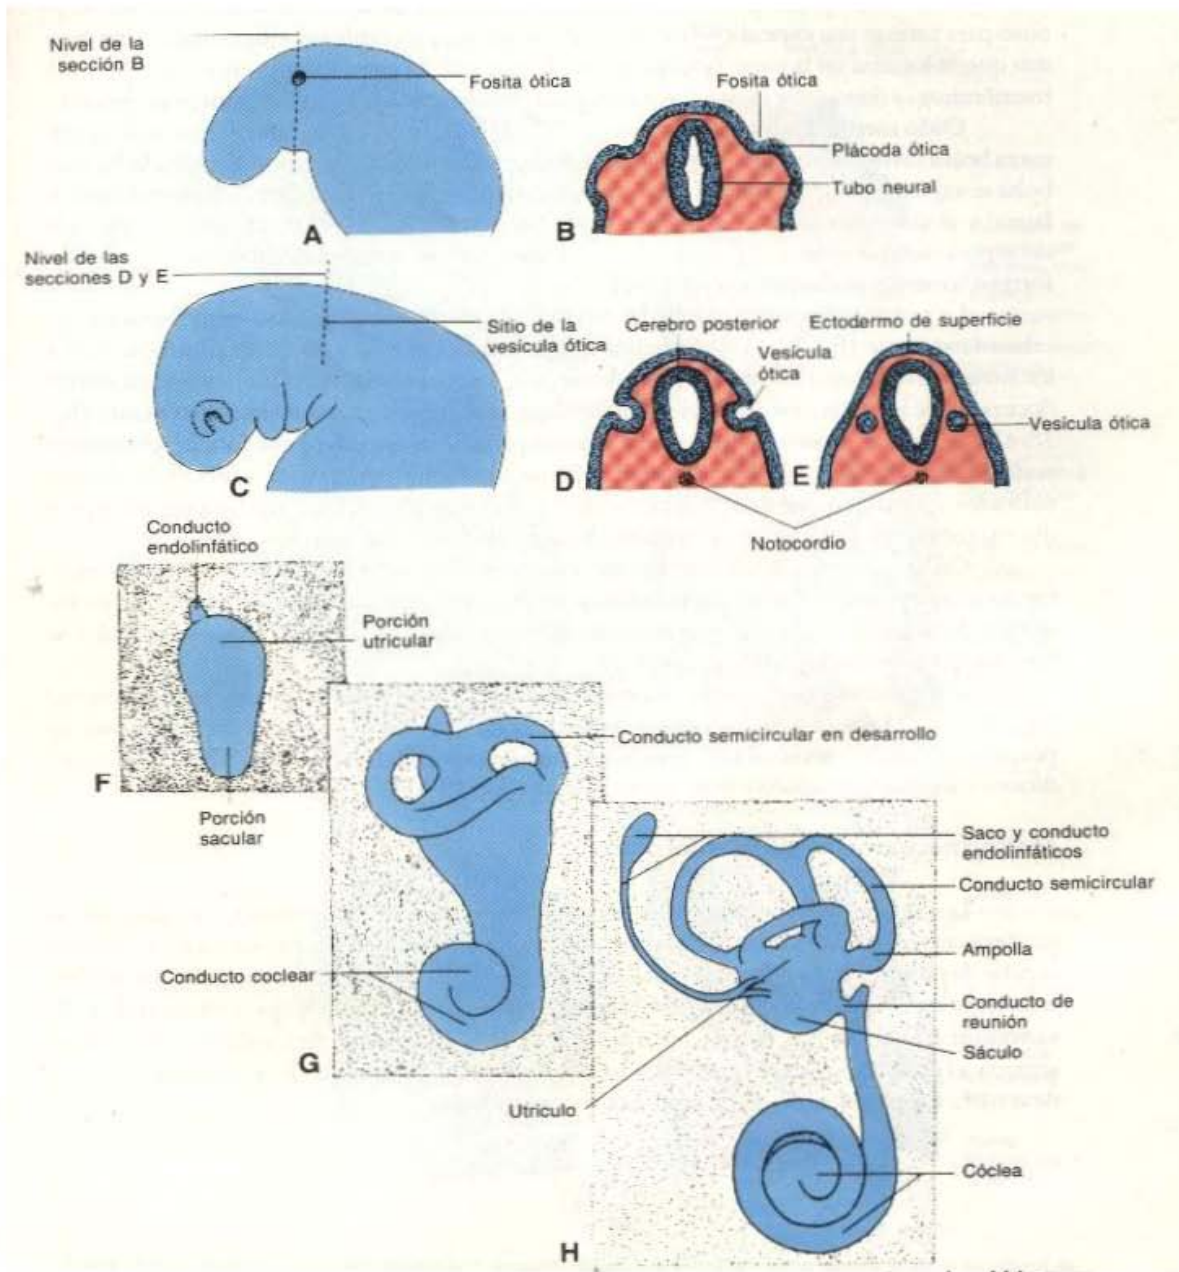 Nivel de la
sección B
Fosita ótica
A
Fosita ótica
Plácoda ótica
Tubo neural
B
Nivel de las
secciones D y E
Sitio de la
vesícula ótica
C
Cerebro posterior
Vesícula
ótica
D
Ectodermo de superficie
Vesícula ótica
E
Notocordio
Conducto
endolinfático
Porción
utricular
F
Porción
sacular
Conducto semicircular en desarrollo
Conducto coclear
G
Saco y conducto
endolinfáticos
Conducto semicircular
Ampolla
Conducto de
reunión
Sáculo
Utrículo
Cóclea
H